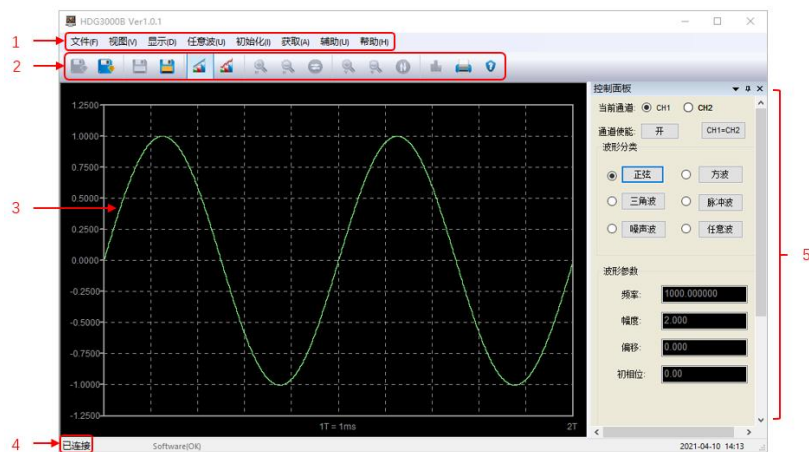 HDG3000B Ver1.0.1
1
文件(F) 视图(V) 显示(D) 任意波(U) 初始化(I) 获取(A) 辅助(U) 帮助(H)
2
控制面板
当前通道: CH1 CH2
通道使能: 开 CH1=CH2
波形分类
正弦 方波
三角波 脉冲波
噪声波 任意波
波形参数
频率: 1000.000000
幅度: 2.000
偏移: 0.000
初相位: 0.00
5
1.2500
1.0000
0.7500
3
0.5000
0.2500
0.0000
-0.2500
-0.5000
-0.7500
-1.0000
-1.2500
1T = 1ms 2T
4
已连接 Software(OK) 2021-04-10 14:13